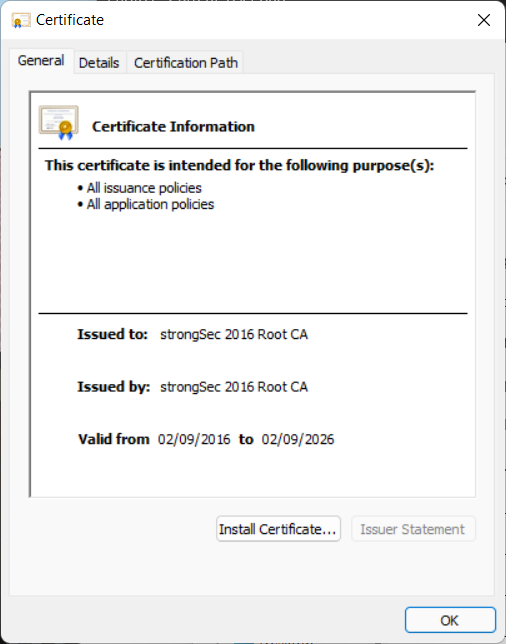 Certificate
General Details Certification Path
Certificate Information
This certificate is intended for the following purpose(s):
• All issuance policies
• All application policies
Issued to: strongSec 2016 Root CA
Issued by: strongSec 2016 Root CA
Valid from 02/09/2016 to 02/09/2026
Install Certificate... Issuer Statement
OK